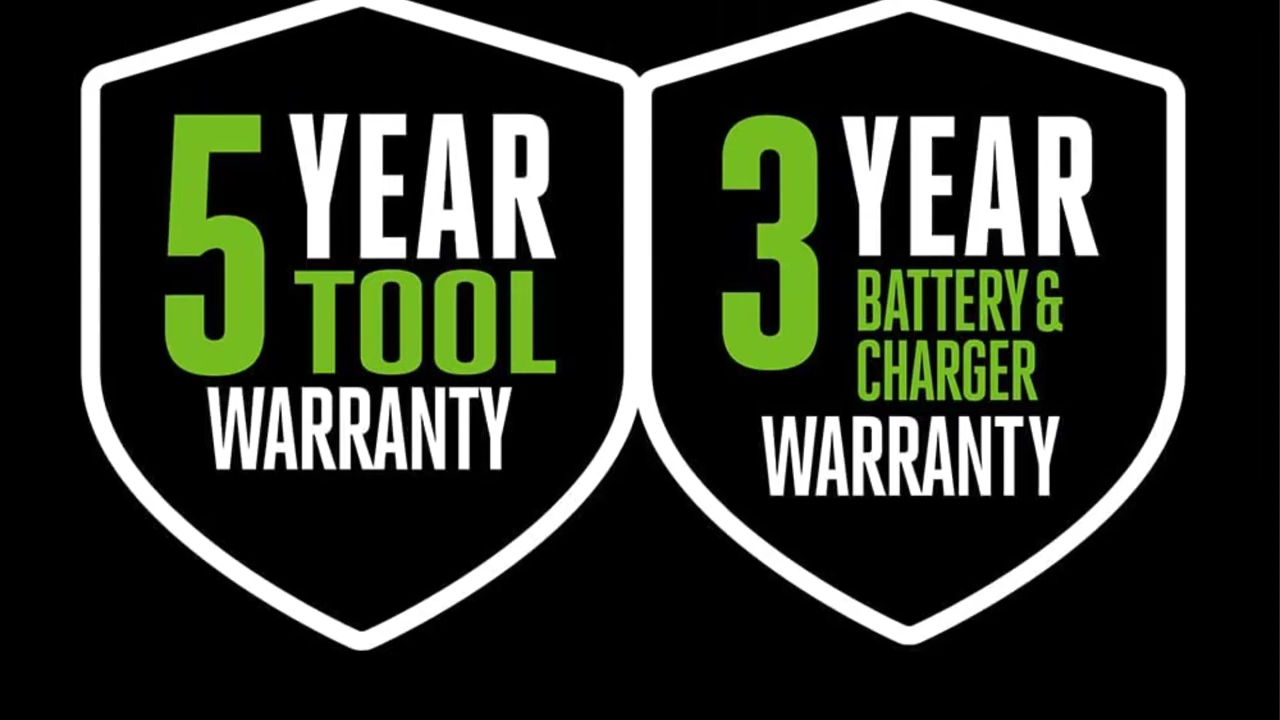 5 YEAR
TOOL
WARRANTY
3 YEAR
BATTERY &
CHARGER
WARRANTY